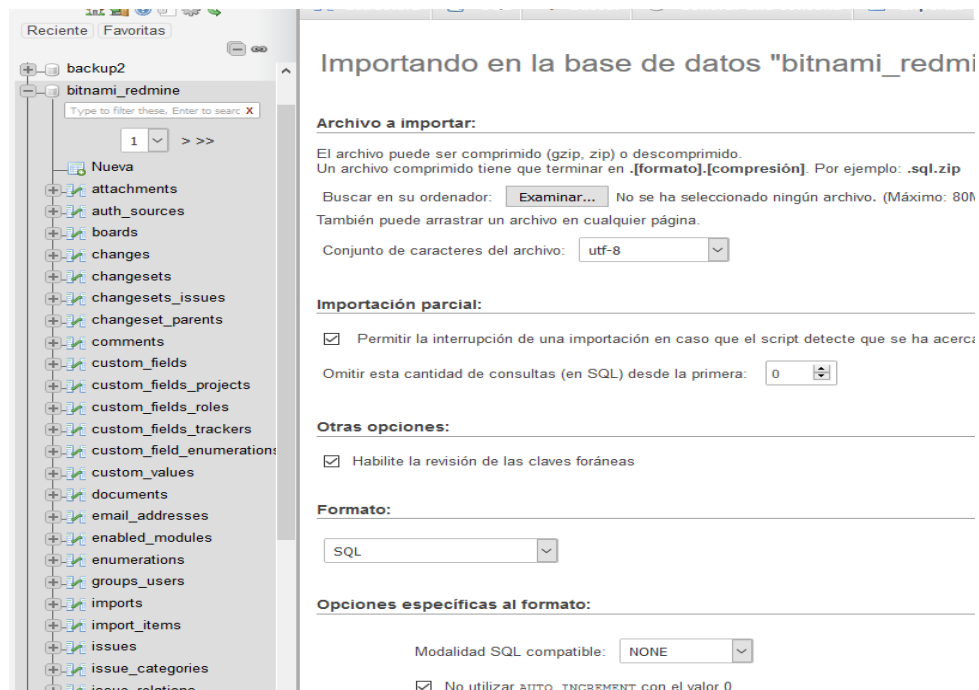 Reciente Favoritas
backup2
bitnami_redmine
Type to filter these, Enter to searc X
1 > >>
Nueva
attachments
auth_sources
boards
changes
changesets
changesets_issues
changeset_parents
comments
custom_fields
custom_fields_projects
custom_fields_roles
custom_fields_trackers
custom_field_enumerations
custom_values
documents
email_addresses
enabled_modules
enumerations
groups_users
imports
import_items
issues
issue_categories
issue_relations
Importando en la base de datos "bitnami_redmi
Archivo a importar:
El archivo puede ser comprimido (gzip, zip) o descomprimido.
Un archivo comprimido tiene que terminar en .[formato].[compresión]. Por ejemplo: .sql.zip
Buscar en su ordenador: Examinar... No se ha seleccionado ningún archivo. (Máximo: 80M
También puede arrastrar un archivo en cualquier página.
Conjunto de caracteres del archivo: utf-8
Importación parcial:
Permitir la interrupción de una importación en caso que el script detecte que se ha acerca
Omitir esta cantidad de consultas (en SQL) desde la primera: 0
Otras opciones:
Habilite la revisión de las claves foráneas
Formato:
SQL
Opciones específicas al formato:
Modalidad SQL compatible: NONE
No utilizar AUTO_INCREMENT con el valor 0